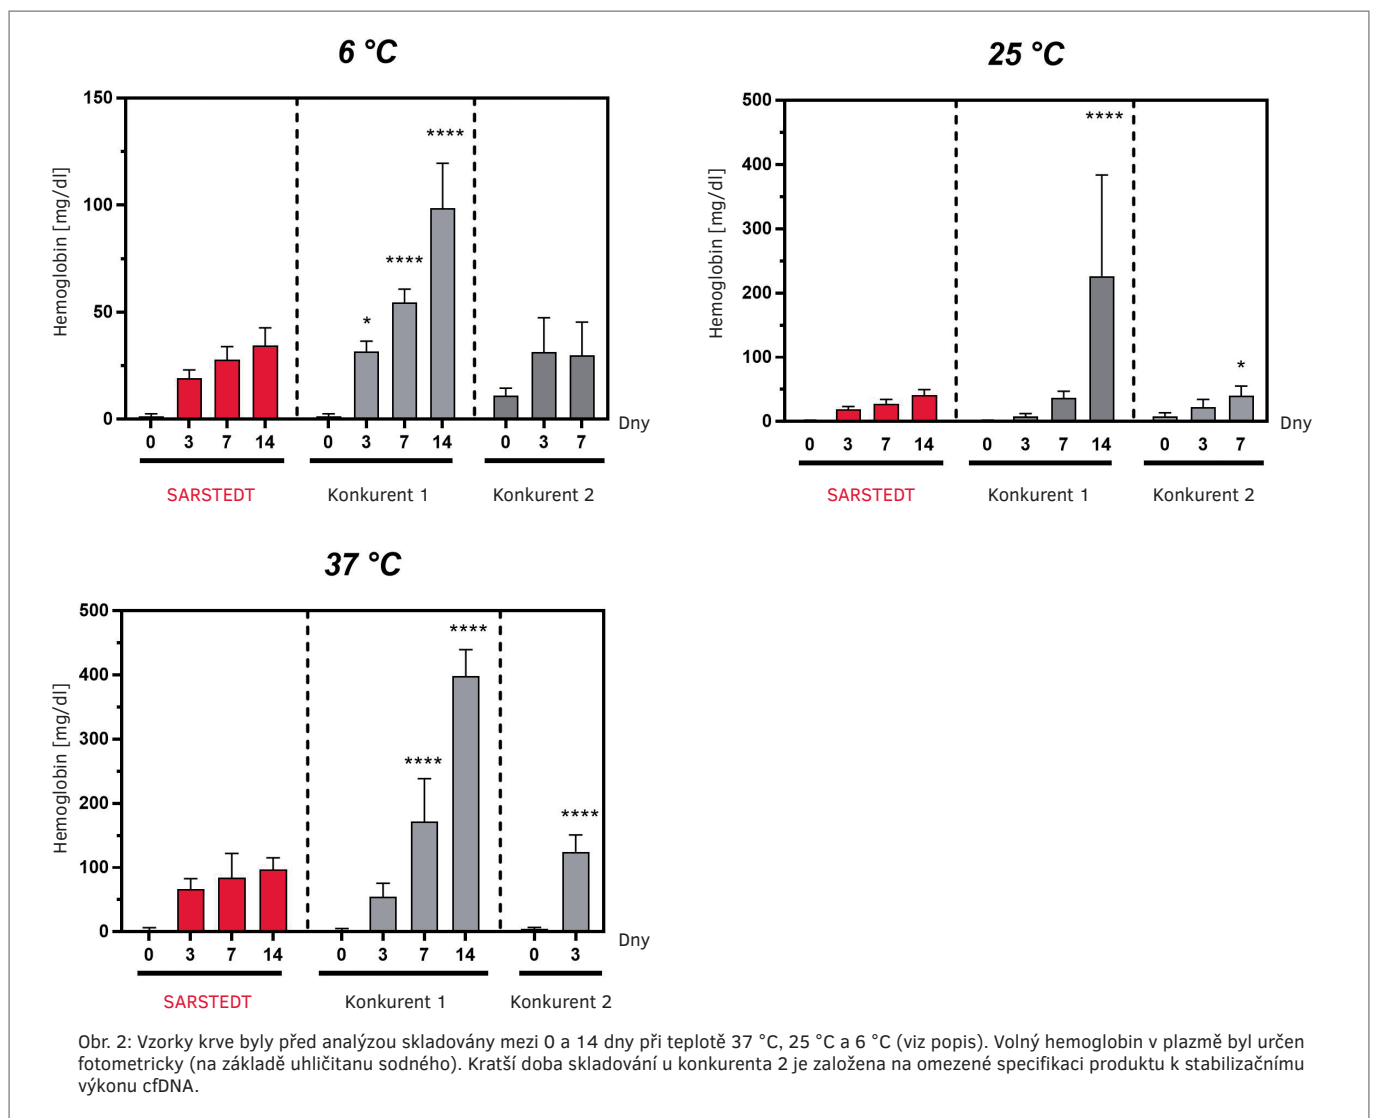 6 °C
150
100
50
0
Hemoglobin [mg/dl]
*
****
****
0 3 7 14 0 3 7 14 0 3 7
Dny
SARSTEDT Konkurent 1 Konkurent 2
25 °C
500
400
300
200
100
0
Hemoglobin [mg/dl]
****
*
0 3 7 14 0 3 7 14 0 3 7
Dny
SARSTEDT Konkurent 1 Konkurent 2
37 °C
500
400
300
200
100
0
Hemoglobin [mg/dl]
****
****
****
0 3 7 14 0 3 7 14 0 3
Dny
SARSTEDT Konkurent 1 Konkurent 2
Obr. 2: Vzorky krve byly před analýzou skladovány mezi 0 a 14 dny při teplotě 37 °C, 25 °C a 6 °C (viz popis). Volný hemoglobin v plazmě byl určen
fotometricky (na základě uhličitanu sodného). Kratší doba skladování u konkurenta 2 je založena na omezené specifikaci produktu k stabilizačnímu
výkonu cfDNA.